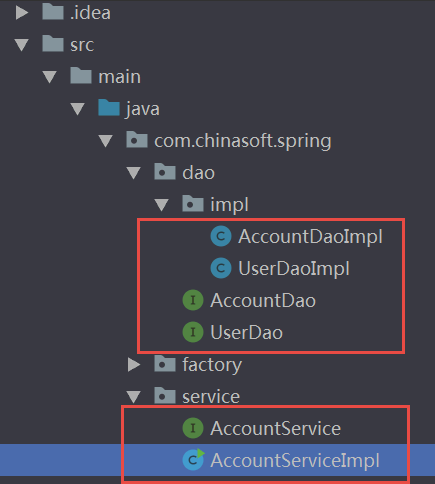 .idea
src
main
java
com.chinasoft.spring
dao
impl
C AccountDaoImpl
C UserDaoImpl
I AccountDao
I UserDao
factory
service
I AccountService
C AccountServiceImpl